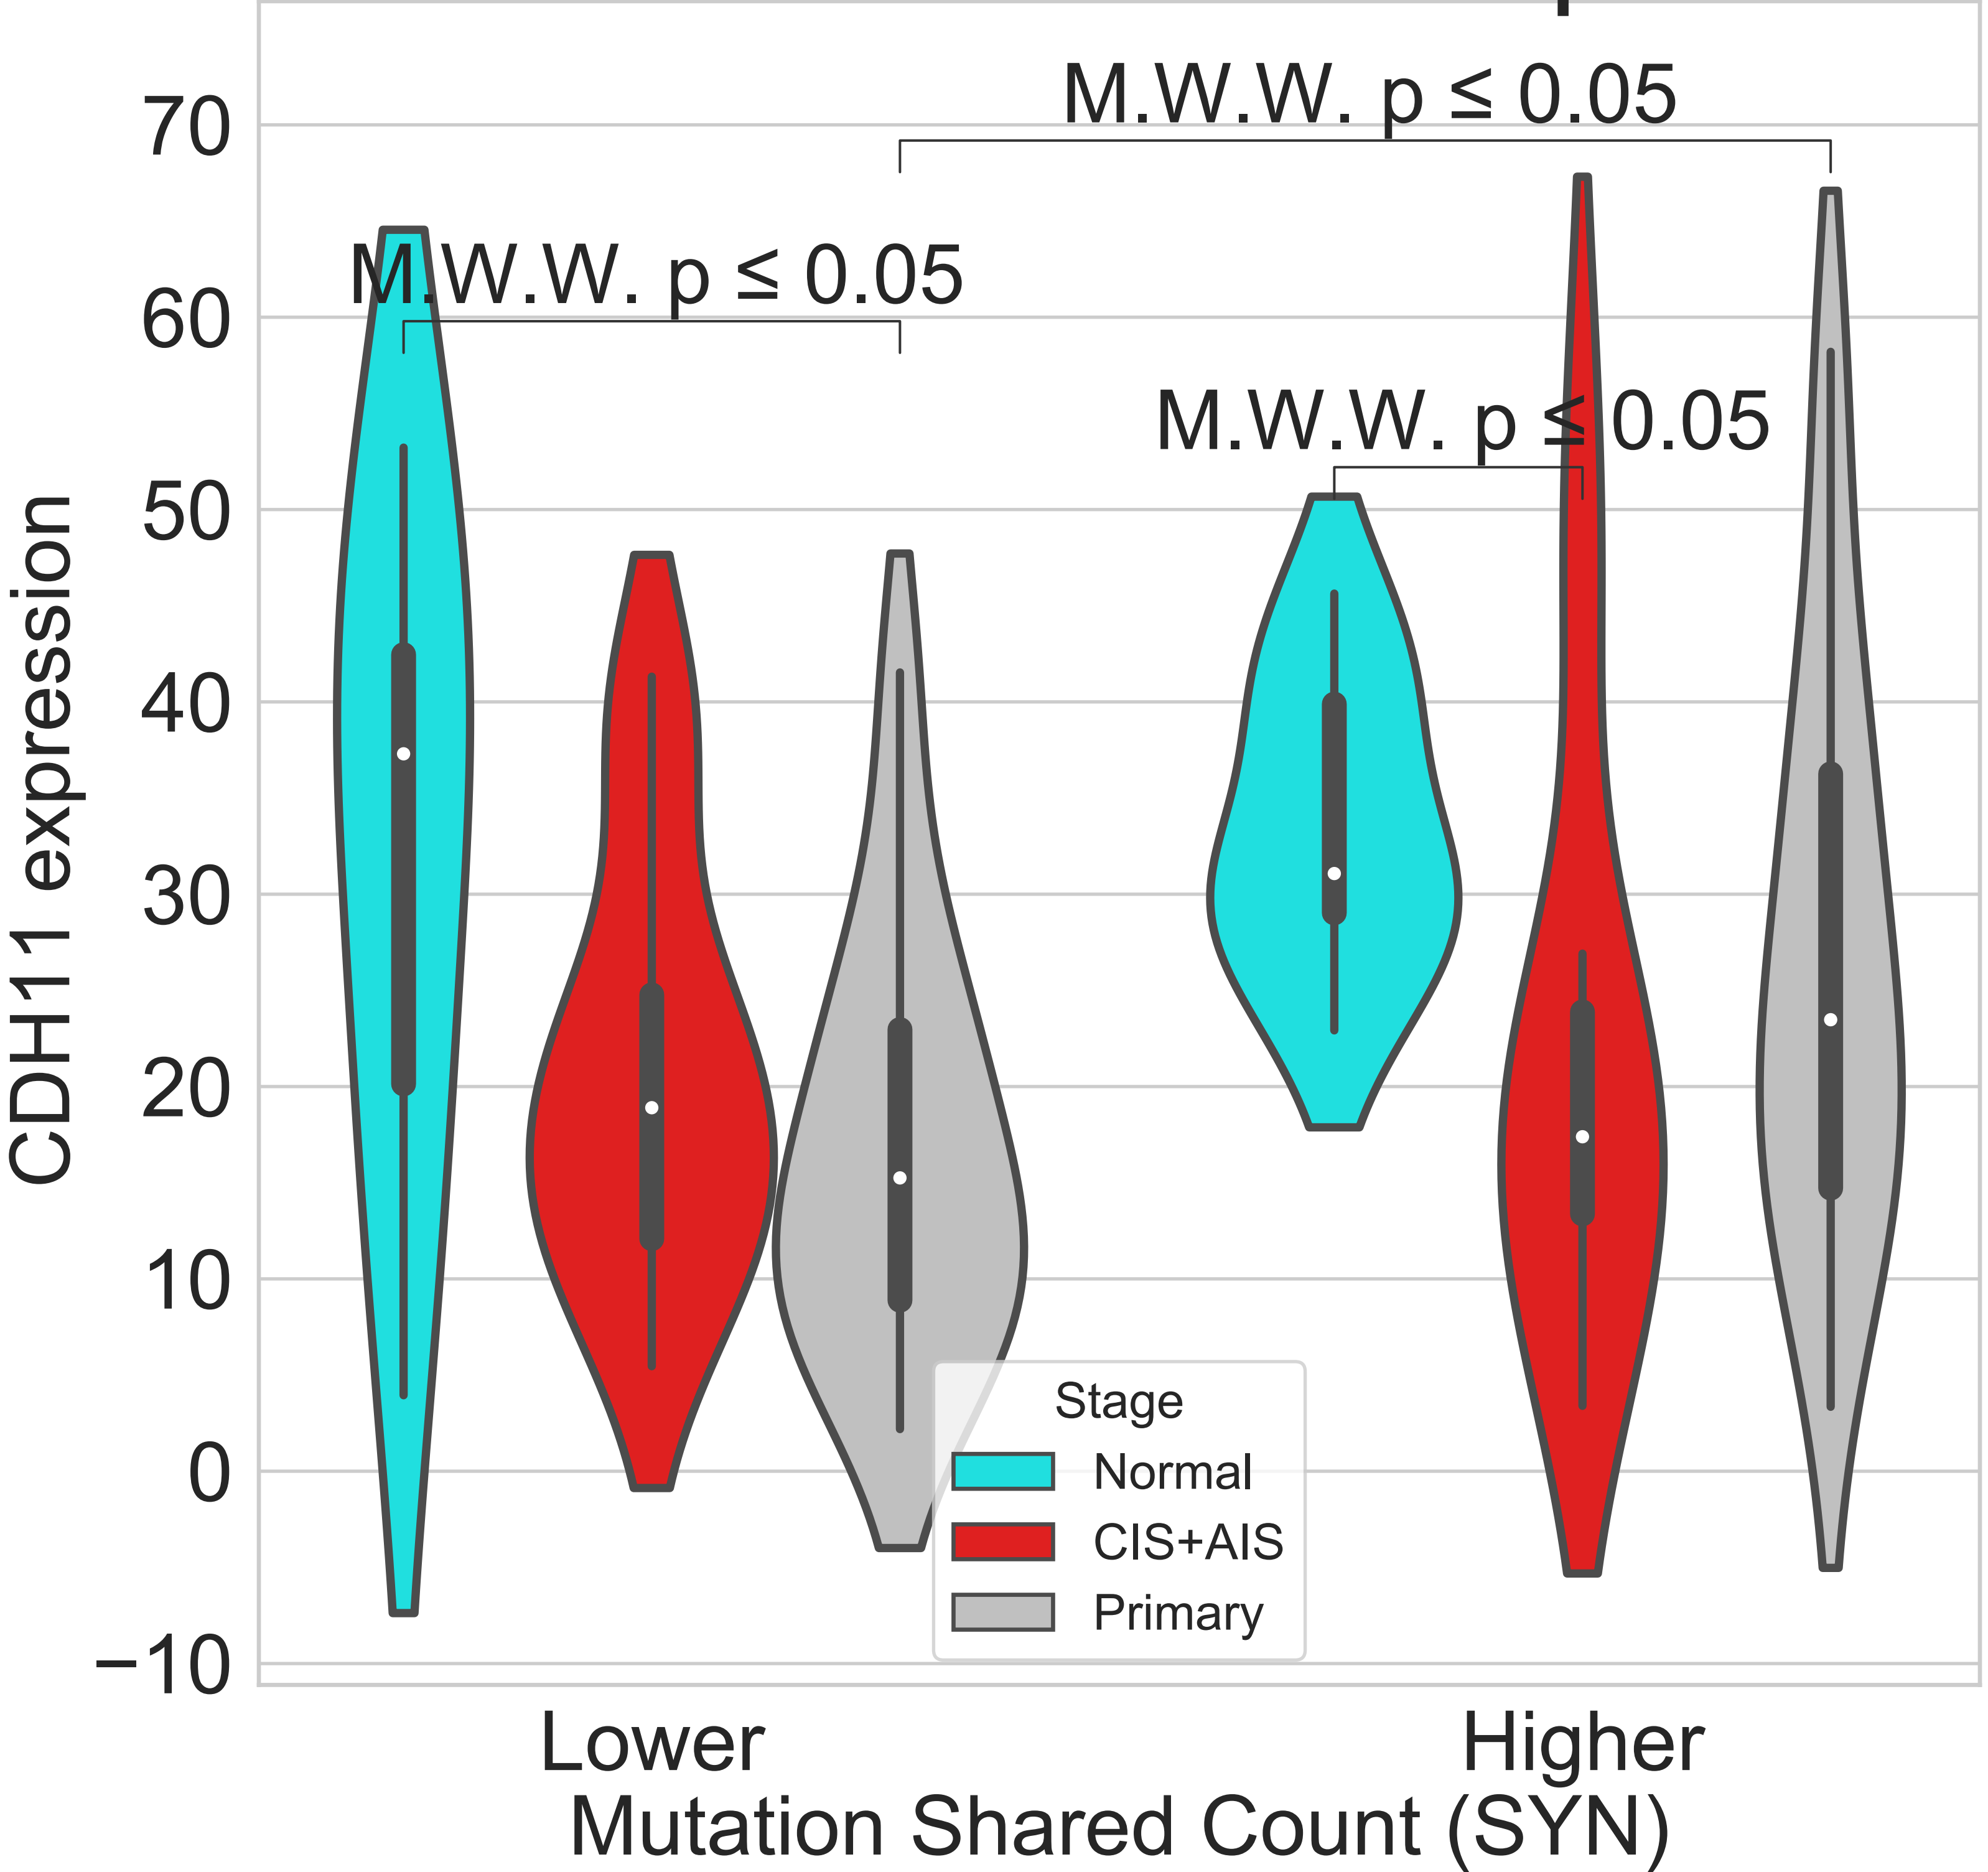 M.W.W. p ≤ 0.05
70
M.W.W. p ≤ 0.05
60
M.W.W. p ≤ 0.05
50
40
30
20
10
0
−10
CDH11 expression
Stage
Normal
CIS+AIS
Primary
Lower Higher
Mutation Shared Count (SYN)